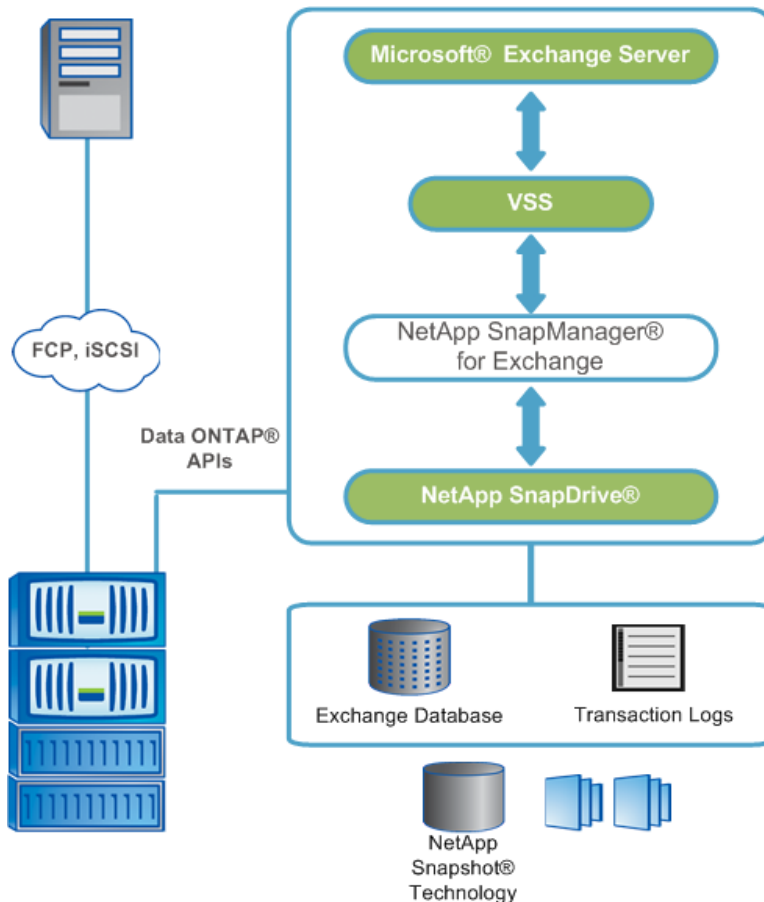 Microsoft® Exchange Server
VSS
NetApp SnapManager®
for Exchange
FCP, iSCSI
Data ONTAP®
APIs
NetApp SnapDrive®
Exchange Database
Transaction Logs
NetApp
Snapshot®
Technology